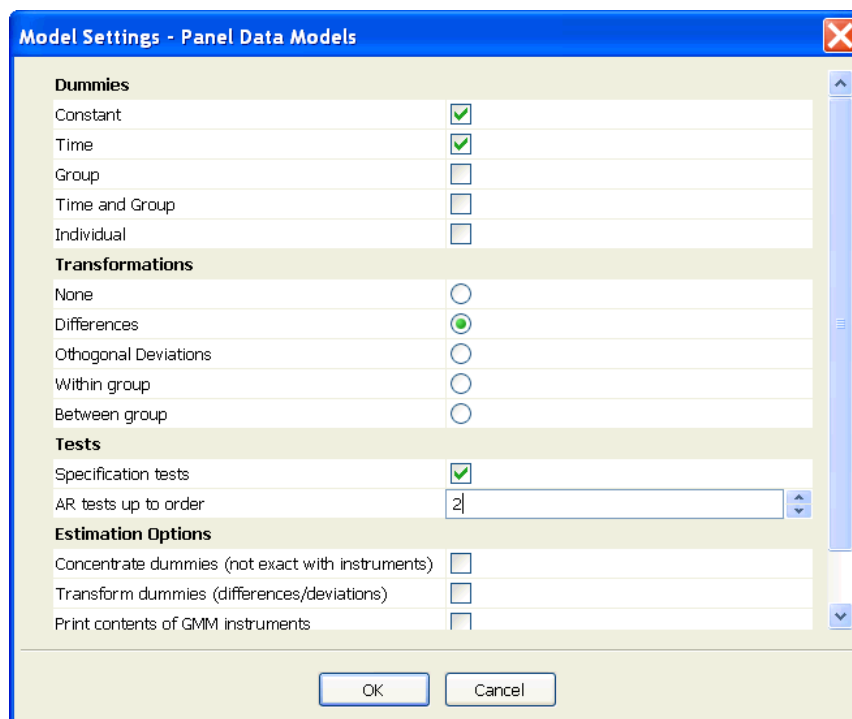 Model Settings - Panel Data Models
Dummies
Constant
Time
Group
Time and Group
Individual
Transformations
None
Differences
Othogonal Deviations
Within group
Between group
Tests
Specification tests
AR tests up to order 2
Estimation Options
Concentrate dummies (not exact with instruments)
Transform dummies (differences/deviations)
Print contents of GMM instruments
OK Cancel